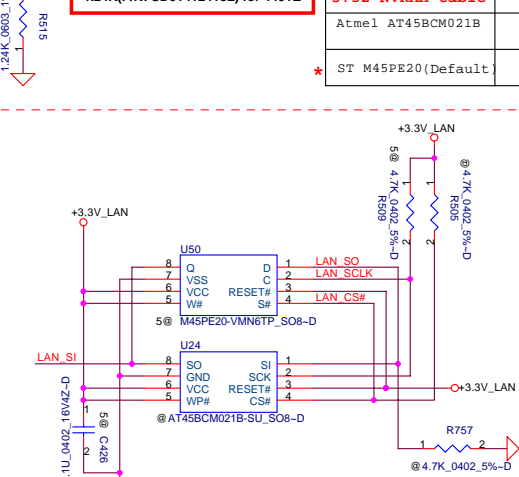 R515
Atmel AT45BCM021B
* ST M45PE20(Default)
+3.3V_LAN
5@ 4.7K_0402_5%~D
R509
@ 4.7K_0402_5%~D
R505
1
1
2
2
+3.3V_LAN
U50
8 Q D 1 LAN_SO
7 VSS C 2 LAN_SCLK
6 VCC RESET# 3
5 W# S# 4 LAN_CS#
5@ M45PE20-VMN6TP_SO8~D
U24
LAN_SI
8 SO SI 1
7 GND SCK 2
6 VCC RESET# 3 +3.3V_LAN
5 WP# CS# 4
@AT45BCM021B-SU_SO8~D
1
2
5@ C426
.1U_0402_16V4Z~D
R757
1 2
@4.7K_0402_5%~D